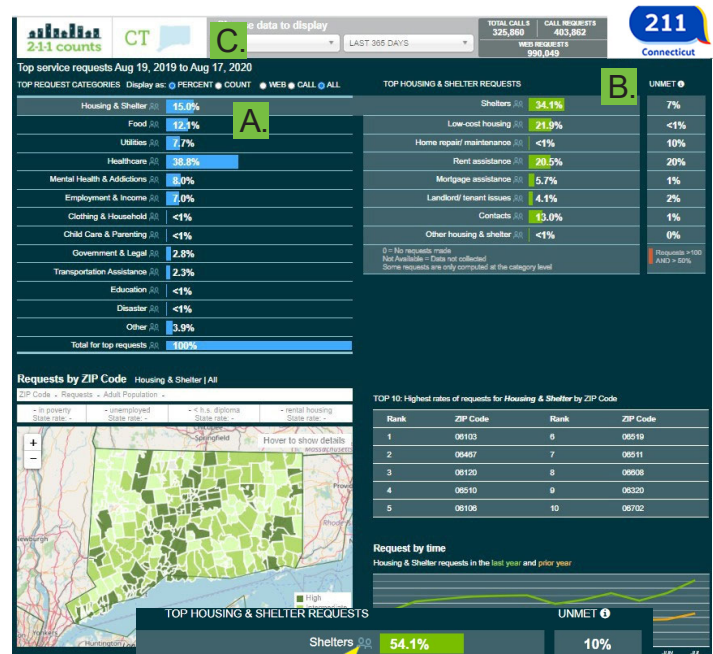 2-1-1 counts
CT
C.
data to display
LAST 365 DAYS
TOTAL CALLS
325,860
CALL REQUESTS
403,862
WEB REQUESTS
990,049
211
Connecticut
Top service requests Aug 19, 2019 to Aug 17, 2020
TOP REQUEST CATEGORIES Display as: PERCENT COUNT WEB CALL ALL
Housing & Shelter 15.0%
Food 12.1%
Utilities 7.7%
Healthcare 38.8%
Mental Health & Addictions 8.0%
Employment & Income 7.0%
Clothing & Household <1%
Child Care & Parenting <1%
Government & Legal 2.8%
Transportation Assistance 2.3%
Education <1%
Disaster <1%
Other 3.9%
Total for top requests 100%
A.
TOP HOUSING & SHELTER REQUESTS
B.
UNMET
Shelters 34.1% 7%
Low-cost housing 21.9% <1%
Home repair/ maintenance <1% 10%
Rent assistance 20.5% 20%
Mortgage assistance 5.7% 1%
Landlord/ tenant issues 4.1% 2%
Contacts 13.0% 1%
Other housing & shelter <1% 0%
0 = No requests made
Not Available = Data not collected
Some requests are only computed at the category level
Requests >100
AND > 50%
Requests by ZIP Code Housing & Shelter | All
ZIP Code - Requests - Adult Population -
- in poverty
State rate: -
- unemployed
State rate: -
- < h.s. diploma
State rate: -
- rental housing
State rate: -
+
−
Springfield
Hover to show details
Massachusetts
Provid
Rhode
ewburgh
Yonkers
Huntington
High
TOP 10: Highest rates of requests for Housing & Shelter by ZIP Code
Rank ZIP Code Rank ZIP Code
1 06103 6 06519
2 06467 7 06511
3 06120 8 06608
4 06510 9 06320
5 06106 10 06702
Request by time
Housing & Shelter requests in the last year and prior year
JUN JUL
TOP HOUSING & SHELTER REQUESTS UNMET
Shelters 54.1% 10%